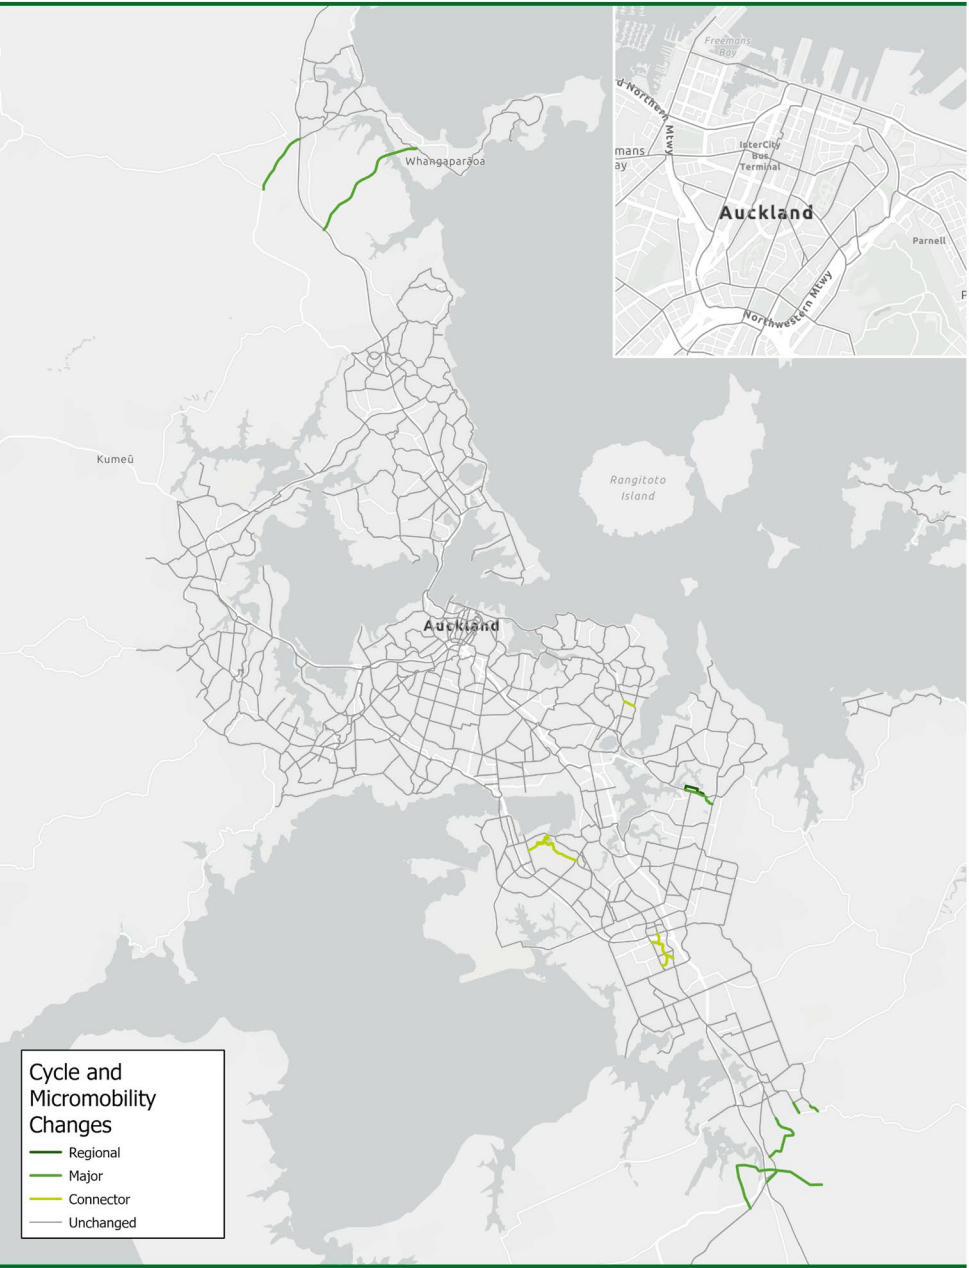 Freemans
Bay
d Northern Mtwy
mans
ay
InterCity
Bus
Terminal
Auckland
Parnell
F
Northwestern Mtwy
Whangaparāoa
Kumeū
Rangitoto
Island
Auckland
Cycle and
Micromobility
Changes
Regional
Major
Connector
Unchanged